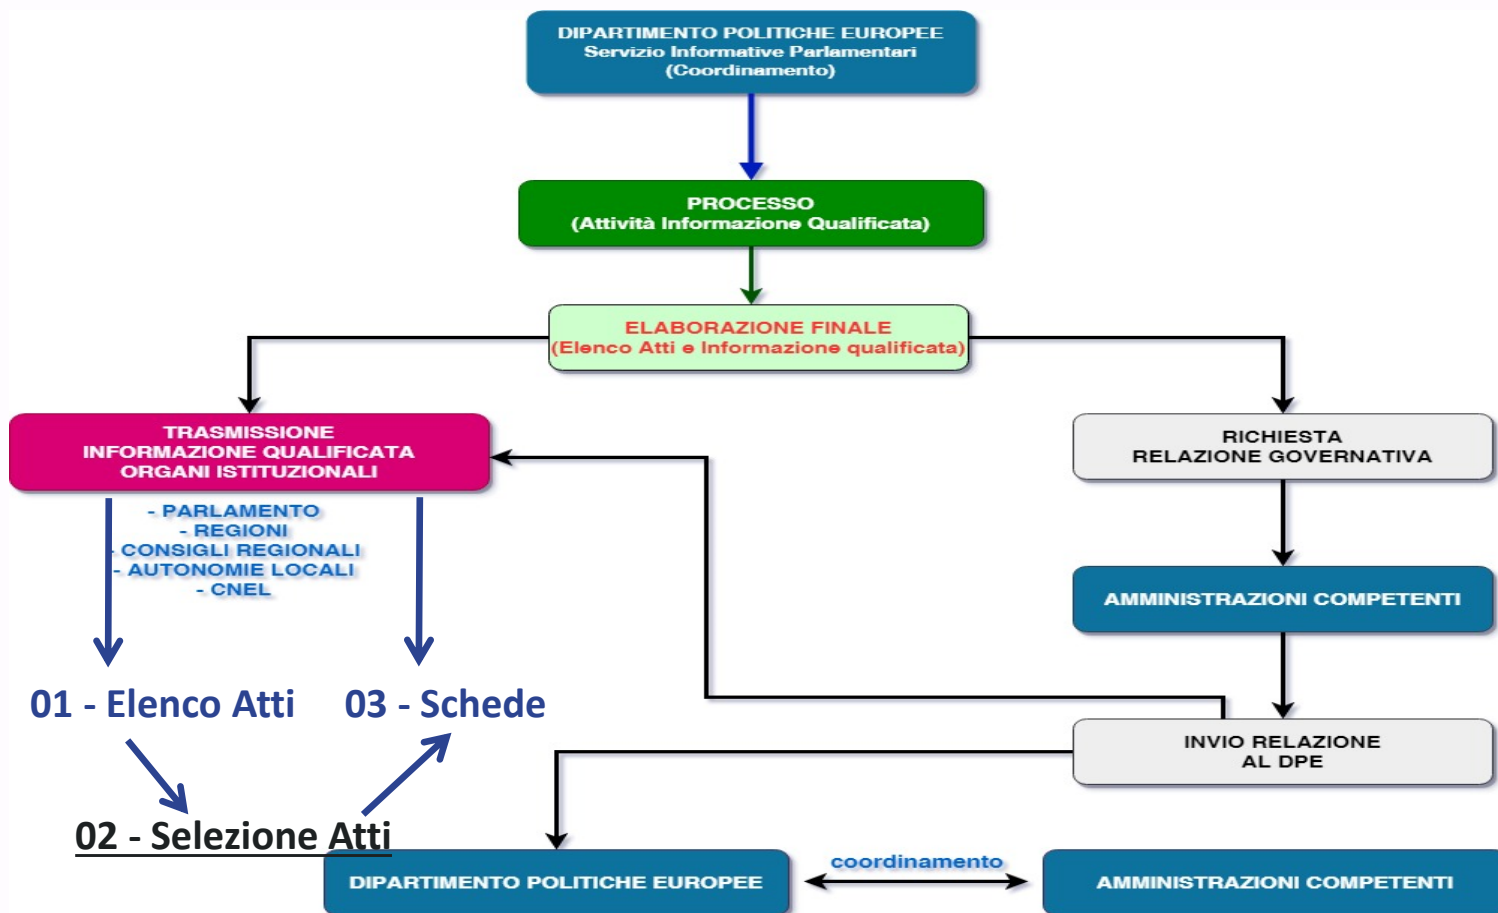 DIPARTIMENTO POLITICHE EUROPEE
Servizio Informative Parlamentari
(Coordinamento)
PROCESSO
(Attività Informazione Qualificata)
ELABORAZIONE FINALE
(Elenco Atti e Informazione qualificata)
TRASMISSIONE
INFORMAZIONE QUALIFICATA
ORGANI ISTITUZIONALI
RICHIESTA
RELAZIONE GOVERNATIVA
- PARLAMENTO
- REGIONI
- CONSIGLI REGIONALI
- AUTONOMIE LOCALI
- CNEL
AMMINISTRAZIONI COMPETENTI
01 - Elenco Atti
03 - Schede
INVIO RELAZIONE
AL DPE
02 - Selezione Atti
DIPARTIMENTO POLITICHE EUROPEE
coordinamento
AMMINISTRAZIONI COMPETENTI